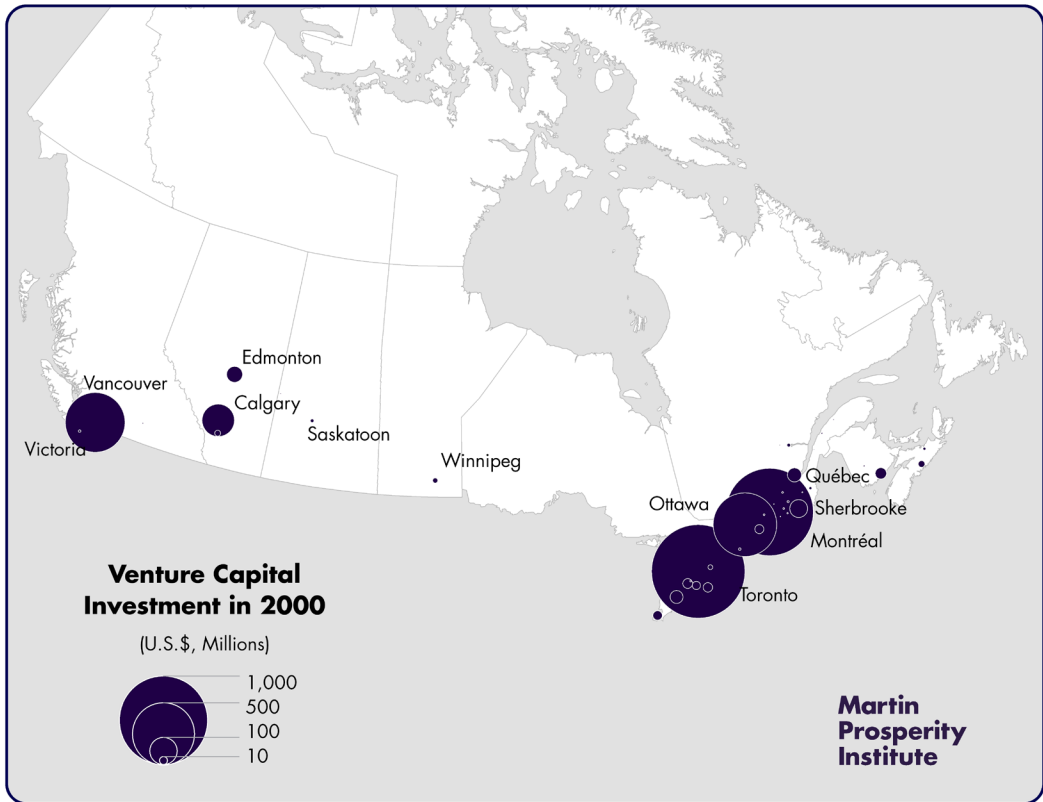 Edmonton
Vancouver
Calgary
Saskatoon
Victoria
Winnipeg
Québec
Ottawa
Sherbrooke
Montréal
Toronto
Venture Capital
Investment in 2000
(U.S.$, Millions)
1,000
500
100
10
Martin
Prosperity
Institute